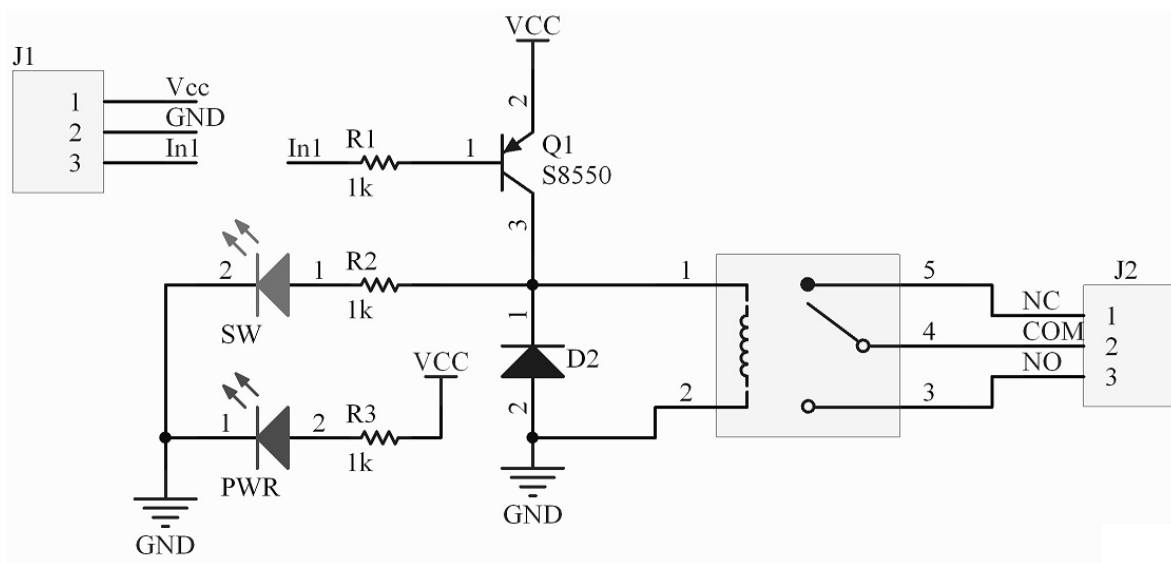 VCC
J1
1 Vcc
2 GND
3 In1
In1 R1 1k 1
2
Q1
S8550
3
2 1 R2 1k
SW
1
D2
2
VCC
1 2 R3 1k
PWR
GND
GND
1
2
5
4
3
J2
NC 1
COM 2
NO 3